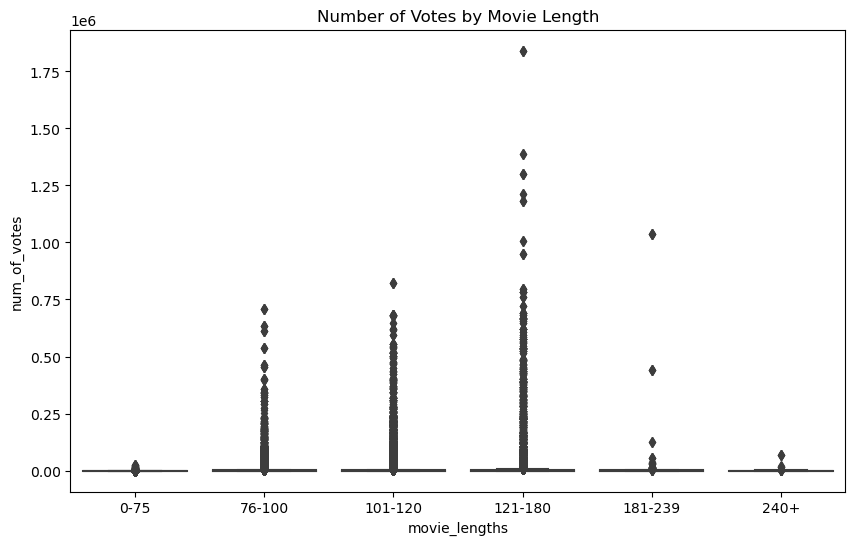 Number of Votes by Movie Length
1e6
1.75
1.50
1.25
1.00
0.75
0.50
0.25
0.00
num_of_votes
0-75 76-100 101-120 121-180 181-239 240+
movie_lengths